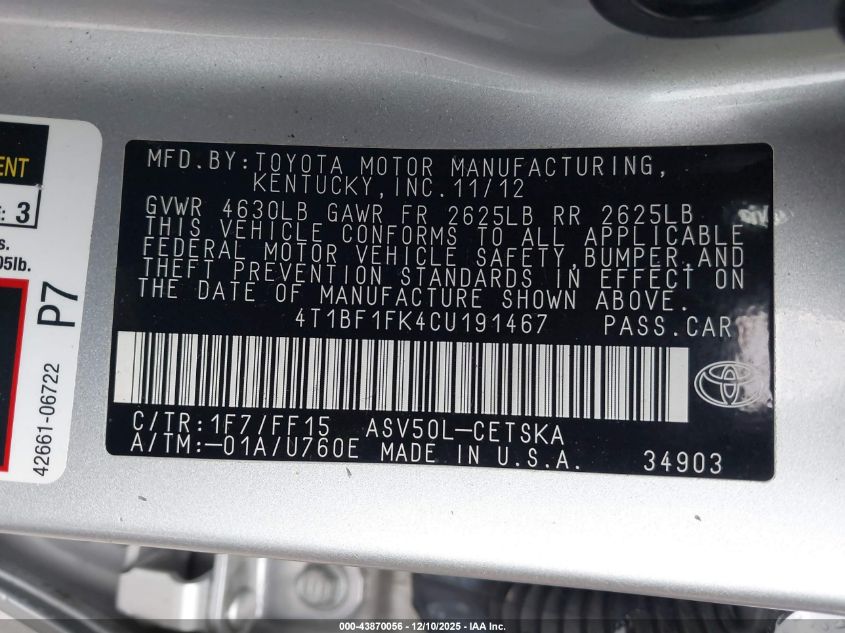 ENT
: 3
s.
05lb.
P7
42661-06722
MFD.BY:TOYOTA MOTOR MANUFACTURING,
KENTUCKY,INC.11/12
GVWR 4630LB GAWR FR 2625LB RR 2625LB
THIS VEHICLE CONFORMS TO ALL APPLICABLE
FEDERAL MOTOR VEHICLE SAFETY,BUMPER,AND
THEFT PREVENTION STANDARDS IN EFFECT ON
THE DATE OF MANUFACTURE SHOWN ABOVE.
4T1BF1FK4CU191467 PASS.CAR
C/TR:1F7/FF15 ASV50L-CETSKA
A/TM:-01A/U760E MADE IN U.S.A. 34903
000-43870056 - 12/10/2025 - IAA Inc.